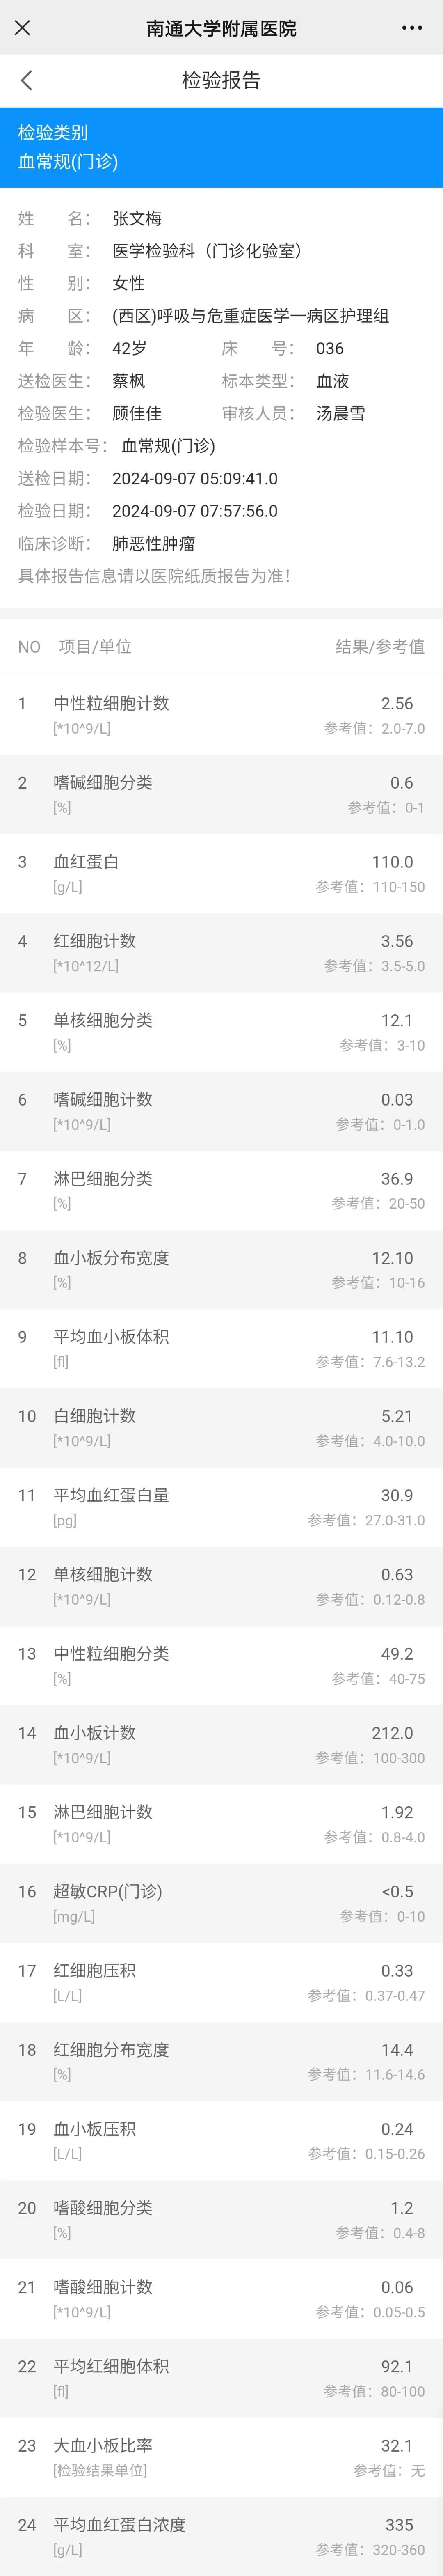 南通大学附属医院
检验报告
检验类别
血常规(门诊)
姓 名： 张文梅
科 室： 医学检验科（门诊化验室）
性 别： 女性
病 区： (西区)呼吸与危重症医学一病区护理组
年 龄： 42岁 床 号： 036
送检医生： 蔡枫 标本类型： 血液
检验医生： 顾佳佳 审核人员： 汤晨雪
检验样本号： 血常规(门诊)
送检日期： 2024-09-07 05:09:41.0
检验日期： 2024-09-07 07:57:56.0
临床诊断： 肺恶性肿瘤
具体报告信息请以医院纸质报告为准！
NO 项目/单位 结果/参考值
1 中性粒细胞计数 2.56
[*10^9/L] 参考值：2.0-7.0
2 嗜碱细胞分类 0.6
[%] 参考值：0-1
3 血红蛋白 110.0
[g/L] 参考值：110-150
4 红细胞计数 3.56
[*10^12/L] 参考值：3.5-5.0
5 单核细胞分类 12.1
[%] 参考值：3-10
6 嗜碱细胞计数 0.03
[*10^9/L] 参考值：0-1.0
7 淋巴细胞分类 36.9
[%] 参考值：20-50
8 血小板分布宽度 12.10
[%] 参考值：10-16
9 平均血小板体积 11.10
[fl] 参考值：7.6-13.2
10 白细胞计数 5.21
[*10^9/L] 参考值：4.0-10.0
11 平均血红蛋白量 30.9
[pg] 参考值：27.0-31.0
12 单核细胞计数 0.63
[*10^9/L] 参考值：0.12-0.8
13 中性粒细胞分类 49.2
[%] 参考值：40-75
14 血小板计数 212.0
[*10^9/L] 参考值：100-300
15 淋巴细胞计数 1.92
[*10^9/L] 参考值：0.8-4.0
16 超敏CRP(门诊) <0.5
[mg/L] 参考值：0-10
17 红细胞压积 0.33
[L/L] 参考值：0.37-0.47
18 红细胞分布宽度 14.4
[%] 参考值：11.6-14.6
19 血小板压积 0.24
[L/L] 参考值：0.15-0.26
20 嗜酸细胞分类 1.2
[%] 参考值：0.4-8
21 嗜酸细胞计数 0.06
[*10^9/L] 参考值：0.05-0.5
22 平均红细胞体积 92.1
[fl] 参考值：80-100
23 大血小板比率 32.1
[检验结果单位] 参考值：无
24 平均血红蛋白浓度 335
[g/L] 参考值：320-360